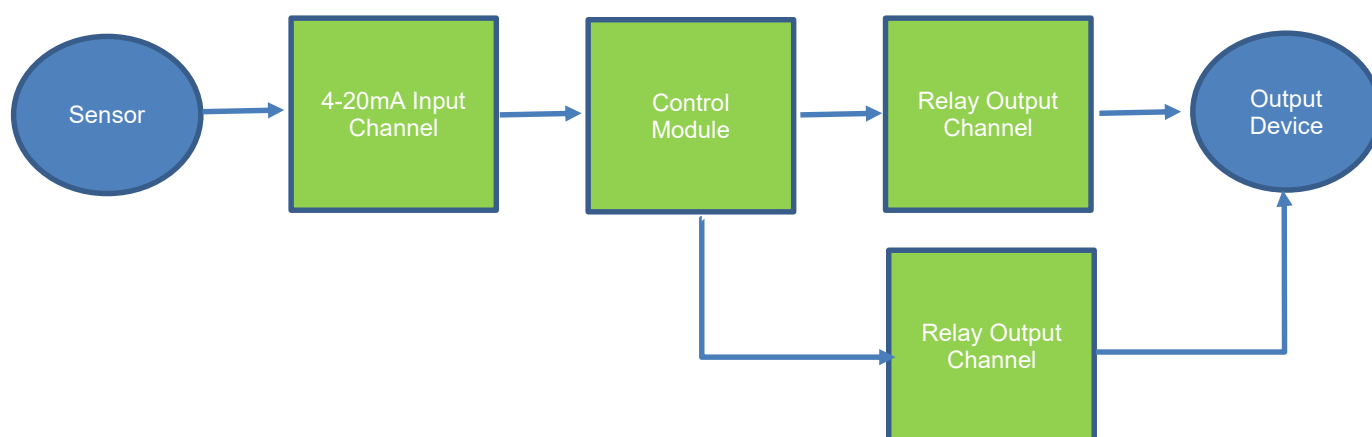 Sensor
4-20mA Input
Channel
Control
Module
Relay Output
Channel
Output
Device
Relay Output
Channel